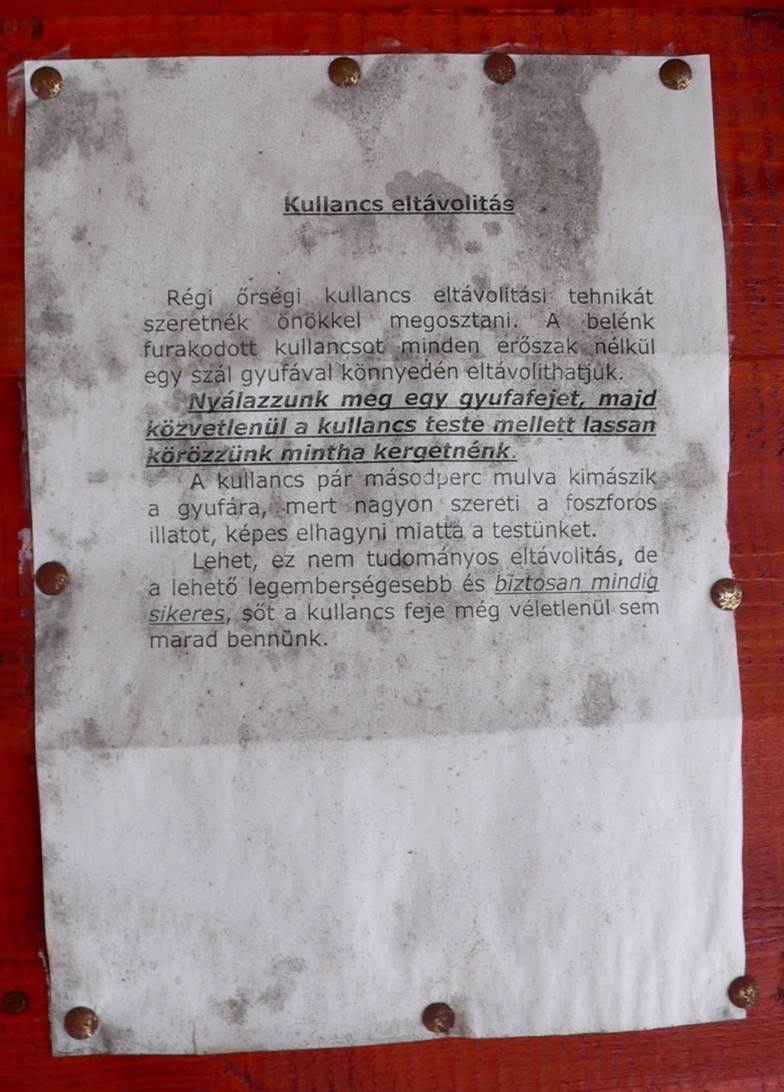 Kullancs eltávolitás
Régi őrségi kullancs eltávolitási tehnikát
szeretnék önökkel megosztani. A belénk
furakodott kullancsot minden erőszak nélkül
egy szál gyufával könnyedén eltávolithatjuk.
Nyálazzunk meg egy gyufafejet, majd
közvetlenül a kullancs teste mellett lassan
körözzünk mintha kergetnénk.
A kullancs pár másodperc mulva kimászik
a gyufára, mert nagyon szereti a foszforos
illatot, képes elhagyni miatta a testünket.
Lehet, ez nem tudományos eltávolitás, de
a lehető legemberségesebb és biztosan mindig
sikeres, sőt a kullancs feje még véletlenül sem
marad bennünk.